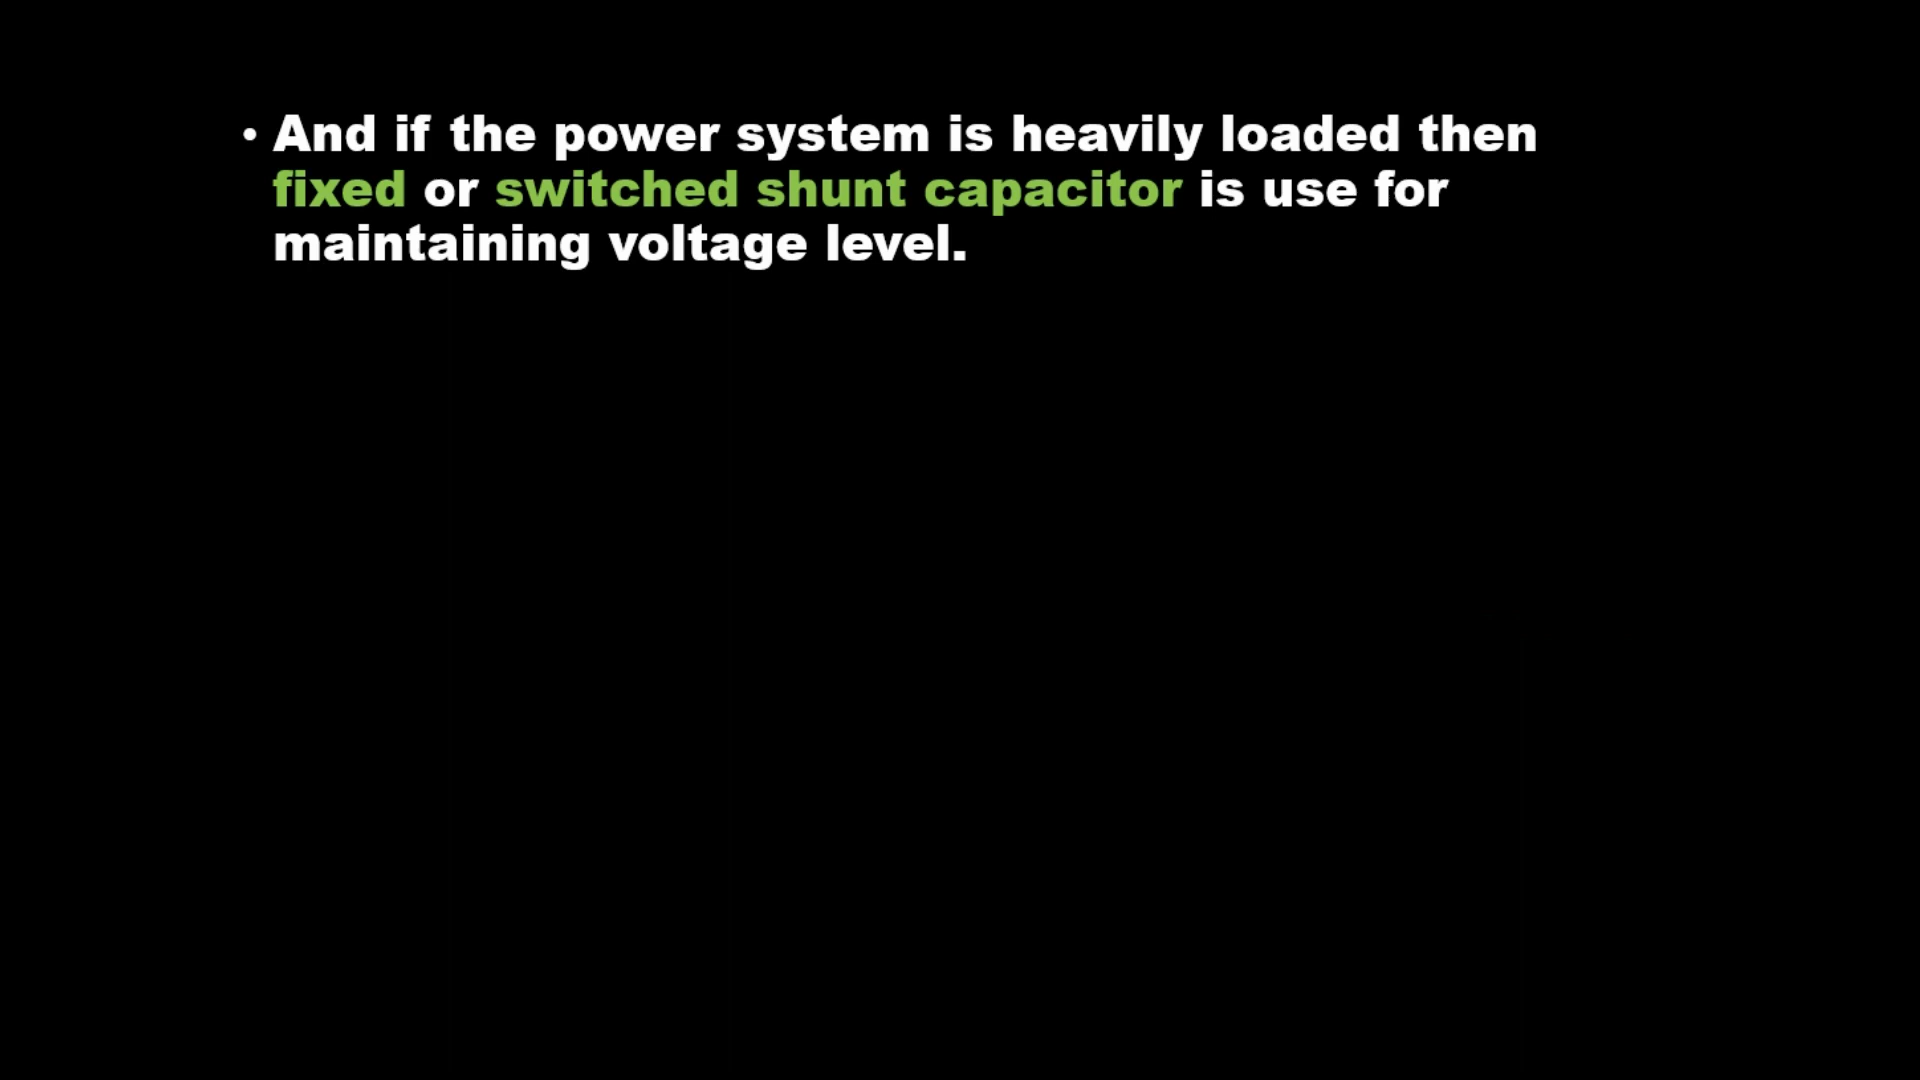 • And if the power system is heavily loaded then
fixed or switched shunt capacitor is use for
maintaining voltage level.